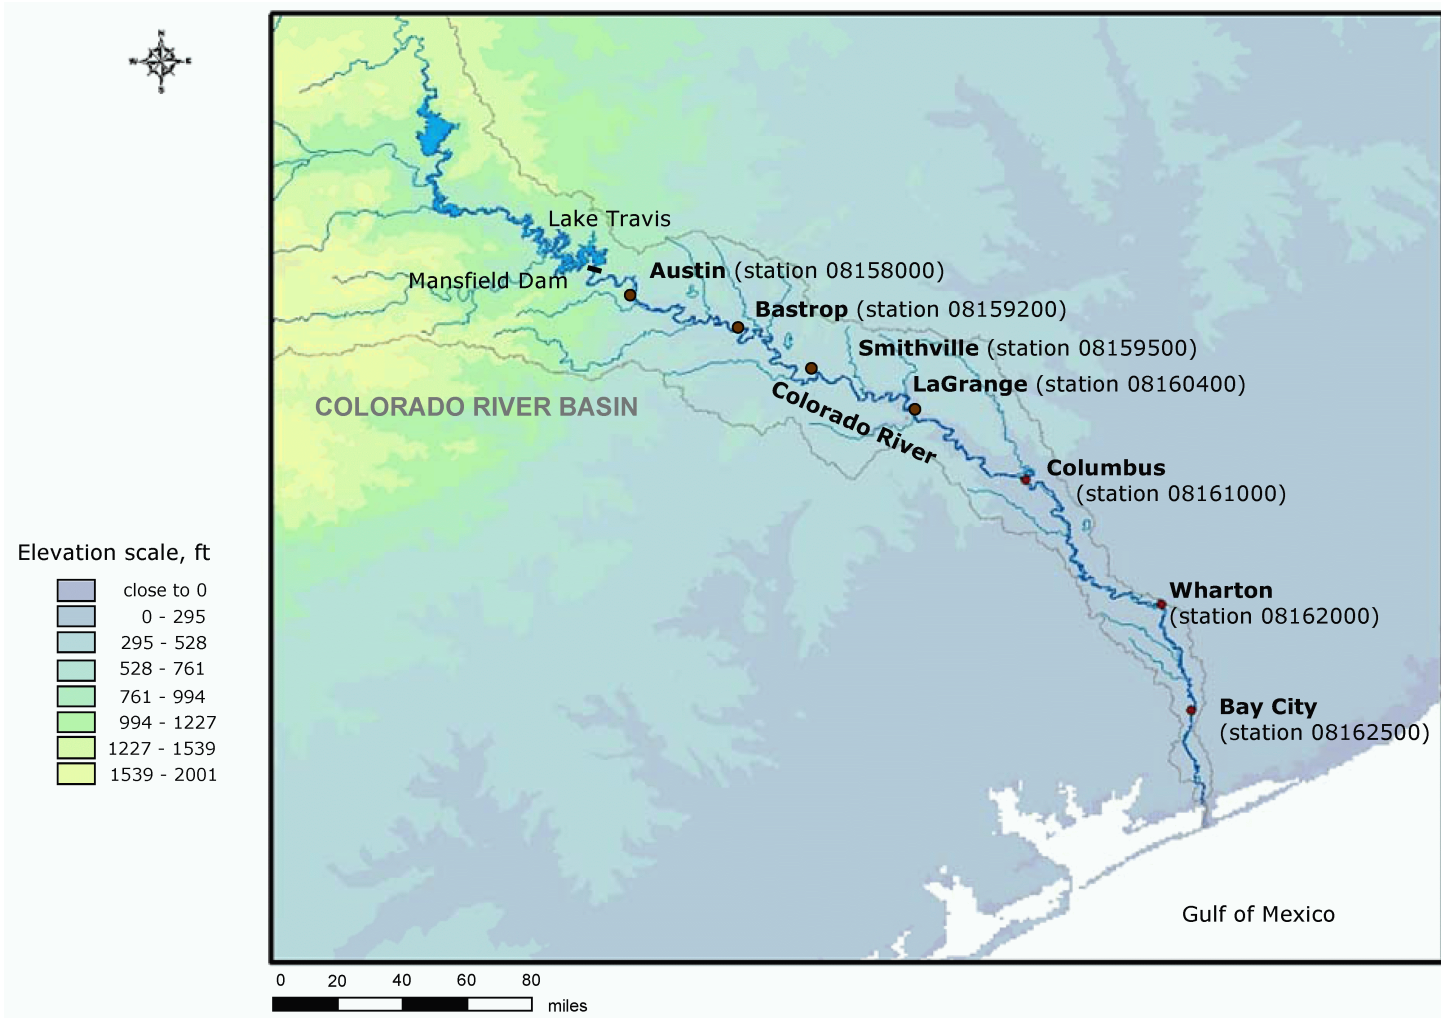 N
W
E
S
Lake Travis
Mansfield Dam
Austin (station 08158000)
Bastrop (station 08159200)
Smithville (station 08159500)
LaGrange (station 08160400)
COLORADO RIVER BASIN
Colorado River
Columbus
(station 08161000)
Wharton
(station 08162000)
Bay City
(station 08162500)
Gulf of Mexico
Elevation scale, ft
close to 0
0 - 295
295 - 528
528 - 761
761 - 994
994 - 1227
1227 - 1539
1539 - 2001
0 20 40 60 80
miles